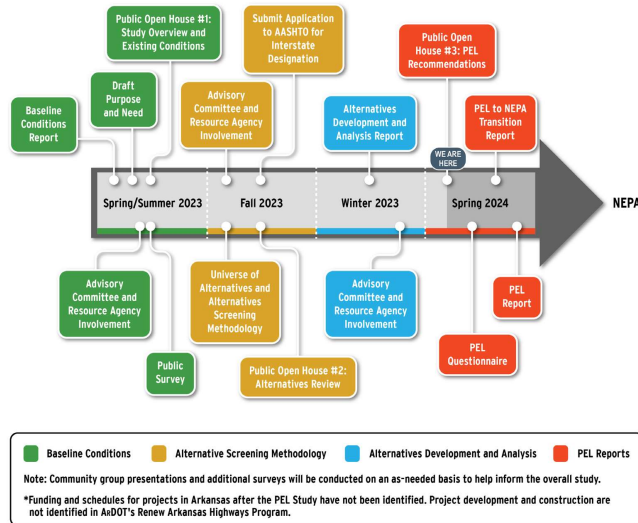 Public Open House #1:
Study Overview and
Existing Conditions
Submit Application
to AASHTO for
Interstate
Designation
Public Open
House #3: PEL
Recommendations
Baseline
Conditions
Report
Draft
Purpose
and Need
Advisory
Committee and
Resource Agency
Involvement
Alternatives
Development and
Analysis Report
PEL to NEPA
Transition
Report
WE ARE
HERE
Spring/Summer 2023
Fall 2023
Winter 2023
Spring 2024
NEPA
Advisory
Committee and
Resource Agency
Involvement
Public
Survey
Universe of
Alternatives and
Alternatives
Screening
Methodology
Public Open House #2:
Alternatives Review
Advisory
Committee and
Resource Agency
Involvement
PEL
Questionnaire
PEL
Report
Baseline Conditions
Alternative Screening Methodology
Alternatives Development and Analysis
PEL Reports
Note: Community group presentations and additional surveys will be conducted on an as-needed basis to help inform the overall study.
*Funding and schedules for projects in Arkansas after the PEL Study have not been identified. Project development and construction are
not identified in ARDOT's Renew Arkansas Highways Program.